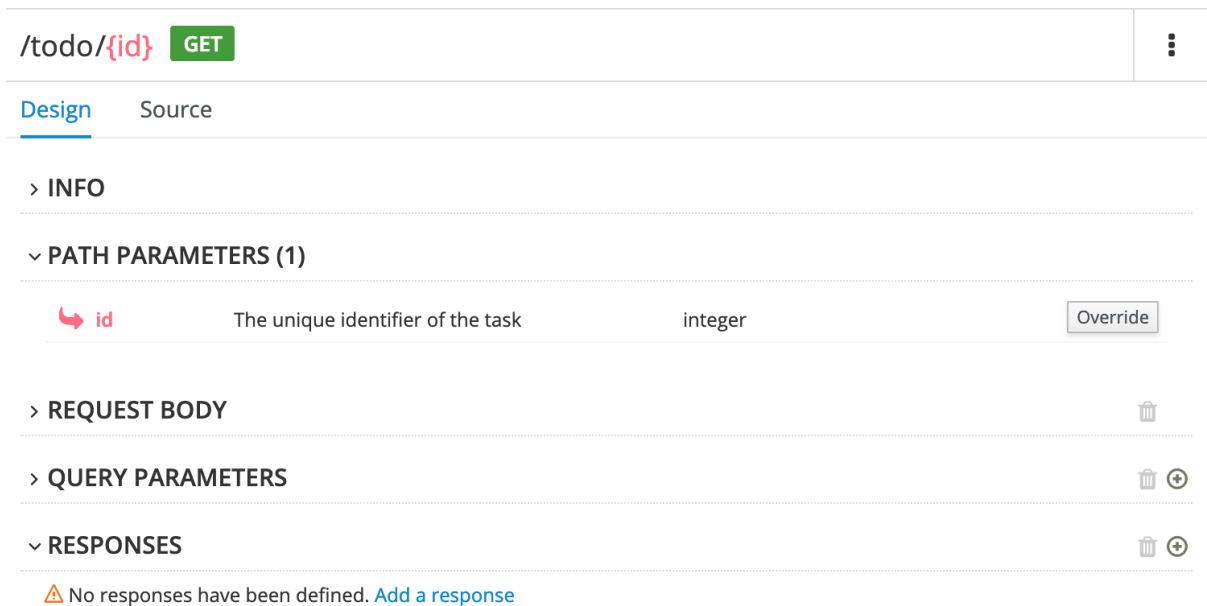 /todo/{id} GET
Design Source
INFO
PATH PARAMETERS (1)
id The unique identifier of the task integer Override
REQUEST BODY
QUERY PARAMETERS
RESPONSES
No responses have been defined. Add a response